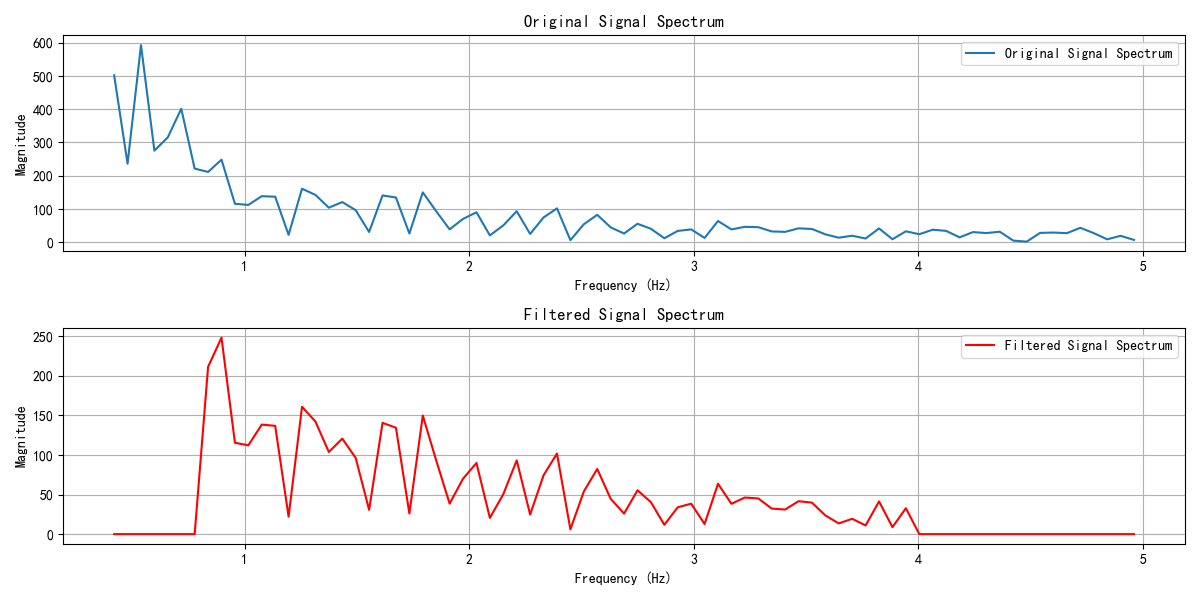 Original Signal Spectrum
600
500
400
300
200
100
0
Magnitude
Original Signal Spectrum
1 2 3 4 5
Frequency (Hz)
Filtered Signal Spectrum
250
200
150
100
50
0
Magnitude
Filtered Signal Spectrum
1 2 3 4 5
Frequency (Hz)